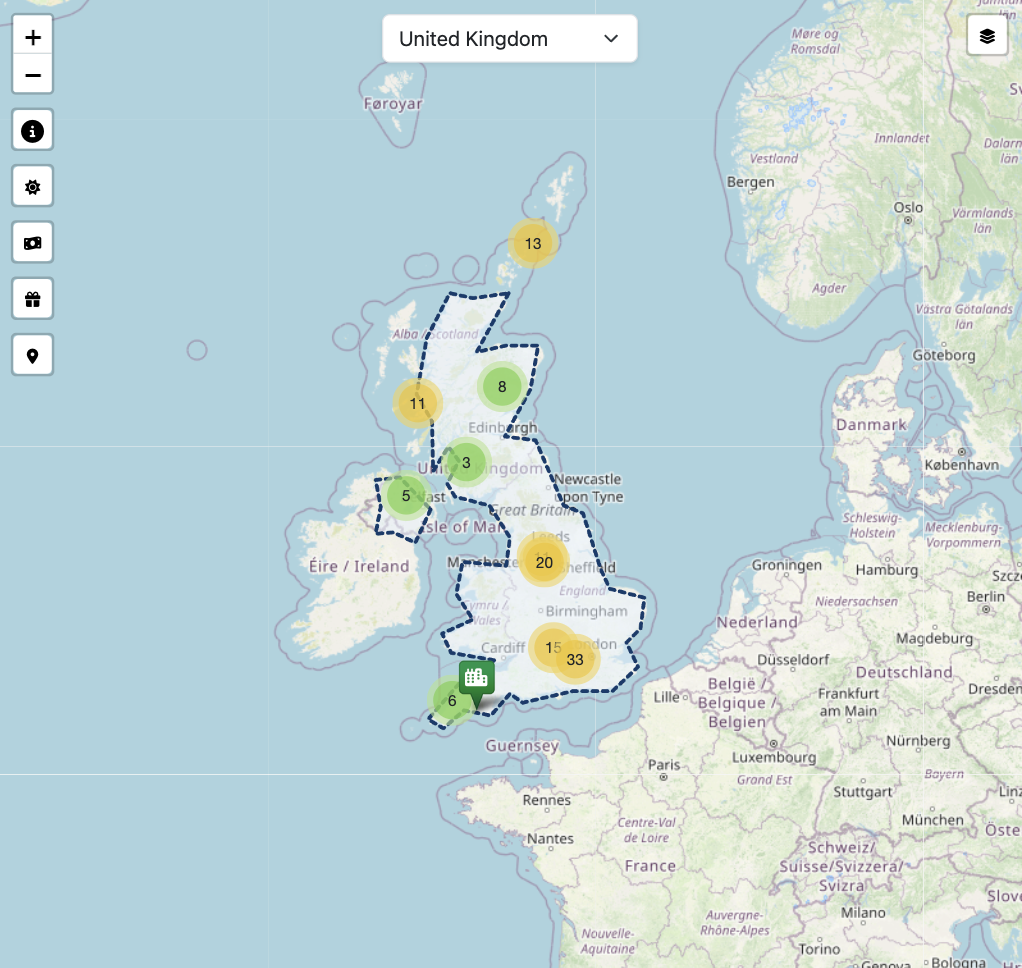 +
United Kingdom
−
Møre og
Romsdal
Føroyar
Innlandet
Dalarn
län
Vestland
Bergen
Oslo
Värmlands
län
13
Agder
Västra Götalands
län
Alba / Scotland
Göteborg
8
11
Danmark
Edinburgh
København
3
United Kingdom
Newcastle
upon Tyne
5
Great Britain
Isle of Man
Schleswig-
Holstein
Mecklenburg-
Vorpommern
Leeds
20
Manchester
Sheffield
Éire / Ireland
Groningen
Hamburg
Szcze
England
Berlin
Niedersachsen
Cymru /
Wales
Birmingham
Nederland
Magdeburg
15
London
Cardiff
33
Düsseldorf
Deutschland
6
België /
Belgique /
Belgien
Lille
Frankfurt
am Main
Dresden
Guernsey
Nürnberg
Luxembourg
Paris
Grand Est
Bayern
Stuttgart
Linz
Rennes
München
Centre-Val
de Loire
Nantes
Öste
France
Schweiz/
Suisse/Svizzera/
Svizra
Slove
Milano
Auvergne-
Rhône-Alpes
Nouvelle-
Aquitaine
Torino
Genova
Bologna